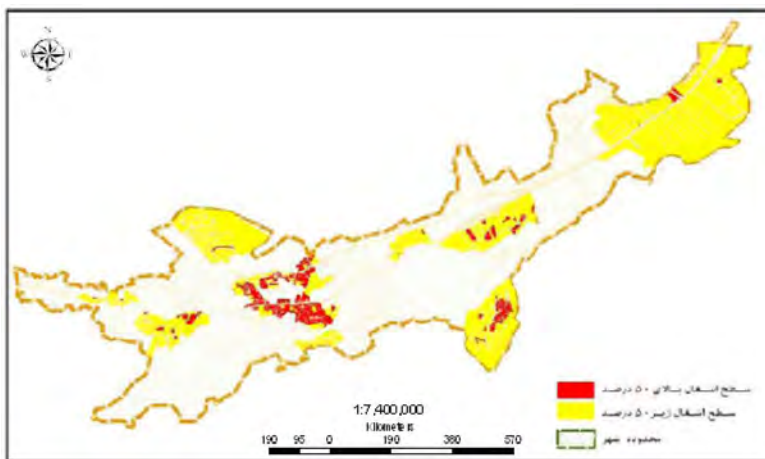 N
W E
S
سطح اشغال بالای ۵۰ درصد
سطح اشغال زیر ۵۰ درصد
محدوده شهر
1:7,400,000
Kilometers
190 95 0 190 380 570